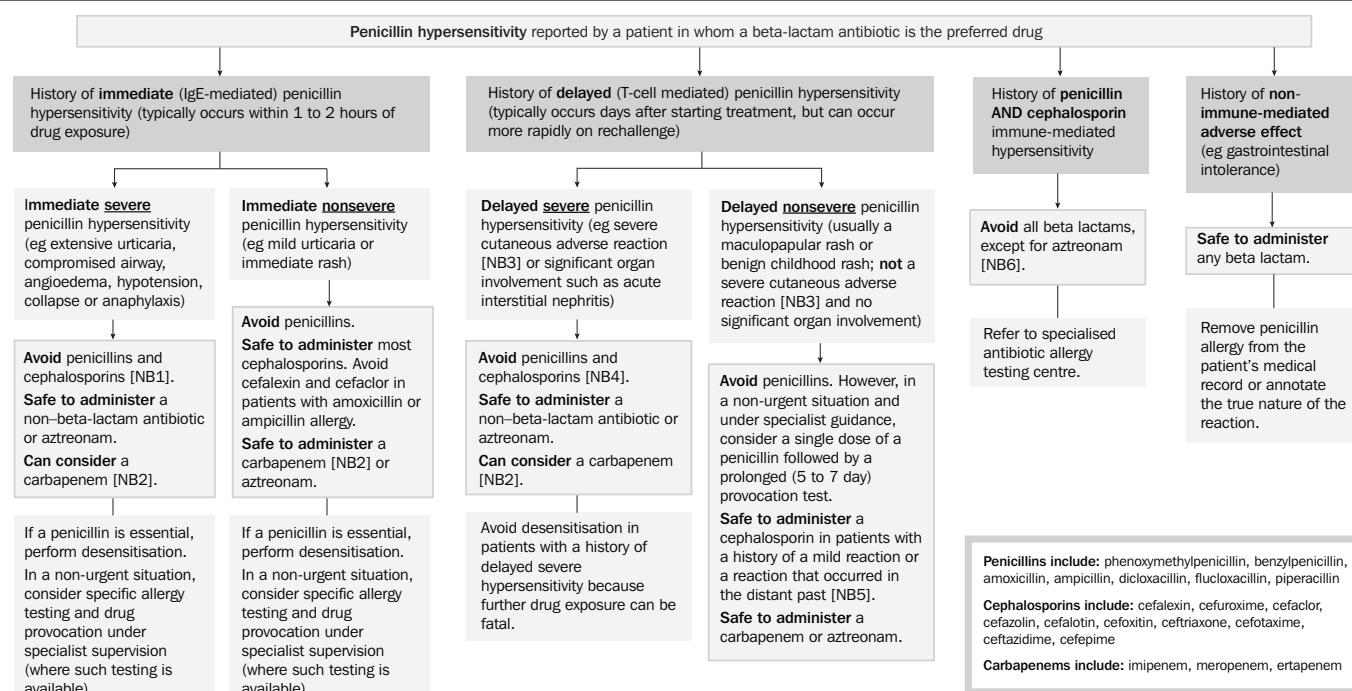 Penicillin hypersensitivity reported by a patient in whom a beta-lactam antibiotic is the preferred drug
History of immediate (IgE-mediated) penicillin
hypersensitivity (typically occurs within 1 to 2 hours of
drug exposure)
Immediate severe
penicillin hypersensitivity
(eg extensive urticaria,
compromised airway,
angioedema, hypotension,
collapse or anaphylaxis)
Avoid penicillins and
cephalosporins [NB1].
Safe to administer a
non–beta-lactam antibiotic
or aztreonam.
Can consider a
carbapenem [NB2].
If a penicillin is essential,
perform desensitisation.
In a non-urgent situation,
consider specific allergy
testing and drug
provocation under
specialist supervision
(where such testing is
available)
Immediate nonsevere
penicillin hypersensitivity
(eg mild urticaria or
immediate rash)
Avoid penicillins.
Safe to administer most
cephalosporins. Avoid
cefalexin and cefaclor in
patients with amoxicillin or
ampicillin allergy.
Safe to administer a
carbapenem [NB2] or
aztreonam.
If a penicillin is essential,
perform desensitisation.
In a non-urgent situation,
consider specific allergy
testing and drug
provocation under
specialist supervision
(where such testing is
available)
History of delayed (T-cell mediated) penicillin hypersensitivity
(typically occurs days after starting treatment, but can occur
more rapidly on rechallenge)
Delayed severe penicillin
hypersensitivity (eg severe
cutaneous adverse reaction
[NB3] or significant organ
involvement such as acute
interstitial nephritis)
Avoid penicillins and
cephalosporins [NB4].
Safe to administer a
non–beta-lactam antibiotic or
aztreonam.
Can consider a carbapenem
[NB2].
Avoid desensitisation in
patients with a history of
delayed severe
hypersensitivity because
further drug exposure can be
fatal.
Delayed nonsevere penicillin
hypersensitivity (usually a
maculopapular rash or
benign childhood rash; not a
severe cutaneous adverse
reaction [NB3] and no
significant organ involvement)
Avoid penicillins. However, in
a non-urgent situation and
under specialist guidance,
consider a single dose of a
penicillin followed by a
prolonged (5 to 7 day)
provocation test.
Safe to administer a
cephalosporin in patients with
a history of a mild reaction or
a reaction that occurred in
the distant past [NB5].
Safe to administer a
carbapenem or aztreonam.
History of penicillin
AND cephalosporin
immune-mediated
hypersensitivity
Avoid all beta lactams,
except for aztreonam
[NB6].
Refer to specialised
antibiotic allergy
testing centre.
History of non-
immune-mediated
adverse effect
(eg gastrointestinal
intolerance)
Safe to administer
any beta lactam.
Remove penicillin
allergy from the
patient's medical
record or annotate
the true nature of the
reaction.
Penicillins include: phenoxymethylpenicillin, benzylpenicillin,
amoxicillin, ampicillin, dicloxacillin, flucloxacillin, piperacillin
Cephalosporins include: cefalexin, cefuroxime, cefaclor,
cefazolin, cefalotin, cefoxitin, ceftriaxone, cefotaxime,
ceftazidime, cefepime
Carbapenems include: imipenem, meropenem, ertapenem